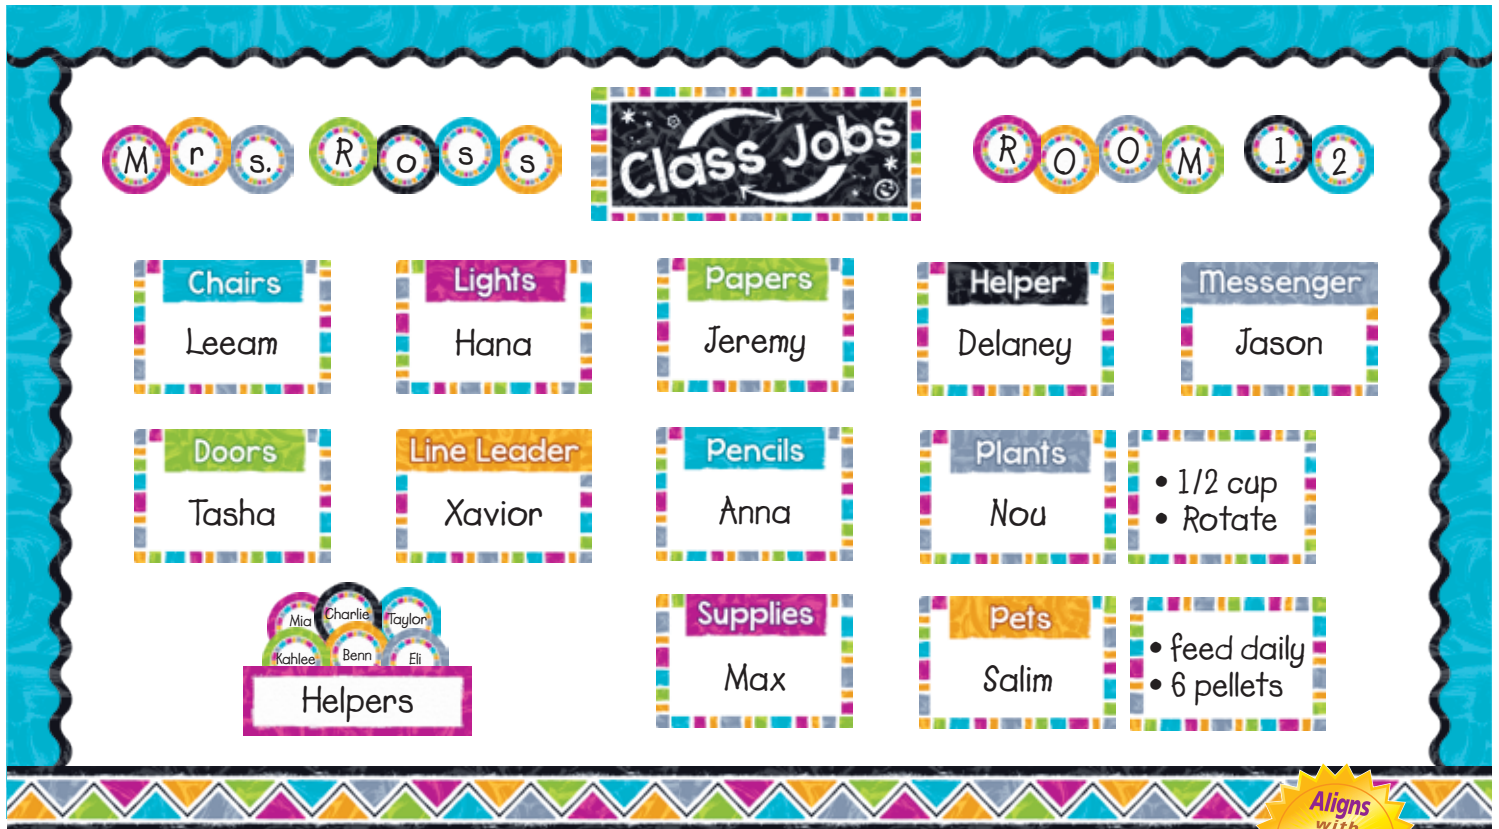 Mrs. Ross
Class Jobs
ROOM 12
Chairs
Leeam
Lights
Hana
Papers
Jeremy
Helper
Delaney
Messenger
Jason
Doors
Tasha
Line Leader
Xavior
Pencils
Anna
Plants
Nou
• 1/2 cup
• Rotate
Mia
Charlie
Taylor
Kahlee
Benn
Eli
Helpers
Supplies
Max
Pets
Salim
• feed daily
• 6 pellets
Aligns
with